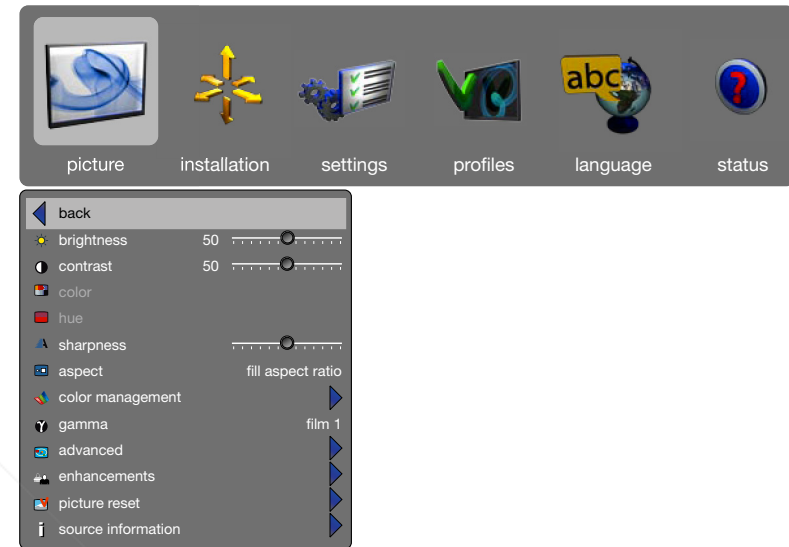 abc
picture installation settings profiles language status
back
brightness 50
contrast 50
color
hue
sharpness
aspect fill aspect ratio
color management
gamma film 1
advanced
enhancements
picture reset
source information